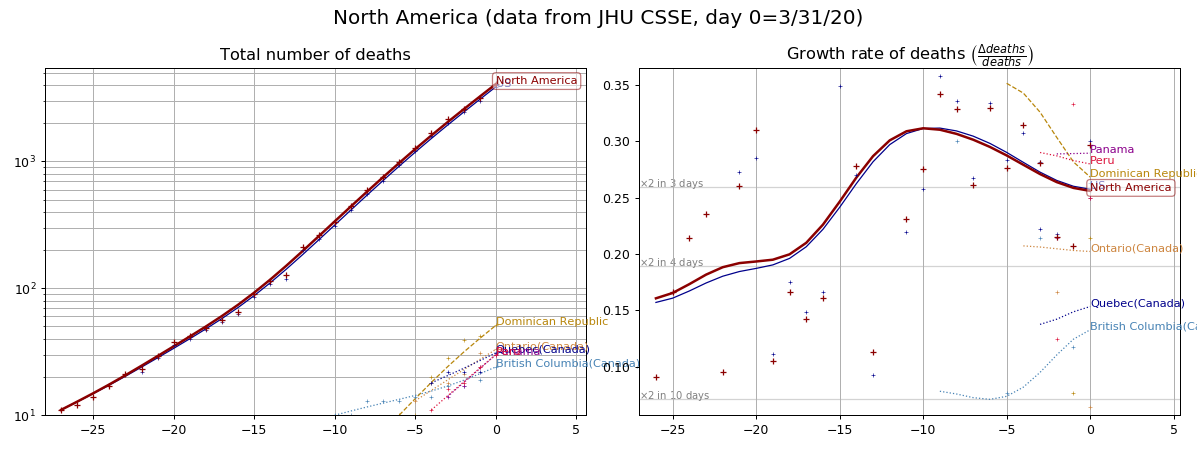 North America (data from JHU CSSE, day 0=3/31/20)
Total number of deaths
10³
10²
10¹
−25
−20
−15
−10
−5
0
5
North America
US
Dominican Republic
Ontario(Canada)
Quebec(Canada)
Panama
British Columbia(Canada)
Growth rate of deaths (Δdeaths/deaths)
0.35
0.30
0.25
0.20
0.15
0.10
×2 in 3 days
×2 in 4 days
×2 in 10 days
−25
−20
−15
−10
−5
0
5
Panama
Peru
Dominican Republi
North America
Ontario(Canada)
Quebec(Canada)
British Columbia(Ca